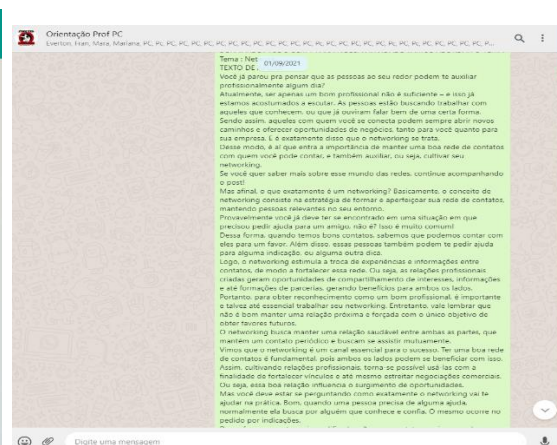 Orientação Prof PC
Everton, Fran, Mara, Mariana, PC, Pc, PC, PC, PC, PC, PC, PC, PC, PC, PC, PC, PC, PC, PC, PC, PC, PC, PC, PC, PC, P...
Tema : Net
01/09/2021
TEXTO DE
Você já parou pra pensar que as pessoas ao seu redor podem te auxiliar
profissionalmente algum dia?
Atualmente, ser apenas um bom profissional não é suficiente – e isso já
estamos acostumados a escutar. As pessoas estão buscando trabalhar com
aqueles que conhecem, ou que já ouviram falar bem de uma certa forma.
Sendo assim, aqueles com quem você se conecta podem sempre abrir novos
caminhos e oferecer oportunidades de negócios, tanto para você quanto para
sua empresa. E é exatamente disso que o networking se trata.
Desse modo, é aí que entra a importância de manter uma boa rede de contatos
com quem você pode contar, e também auxiliar, ou seja, cultivar seu
networking.
Se você quer saber mais sobre esse mundo das redes, continue acompanhando
o post!
Mas afinal, o que exatamente é um networking? Basicamente, o conceito de
networking consiste na estratégia de formar e aperfeiçoar sua rede de contatos,
mantendo pessoas relevantes no seu entorno.
Provavelmente você já deve ter se encontrado em uma situação em que
precisou pedir ajuda para um amigo, não é? Isso é muito comum!
Dessa forma, quando temos bons contatos, sabemos que podemos contar com
eles para um favor. Além disso, essas pessoas também podem te pedir ajuda
para alguma indicação, ou alguma outra dica.
Logo, o networking estimula a troca de experiências e informações entre
contatos, de modo a fortalecer essa rede. Ou seja, as relações profissionais
criadas geram oportunidades de compartilhamento de interesses, informações
e até formações de parcerias, gerando benefícios para ambos os lados.
Portanto, para obter reconhecimento como um bom profissional, é importante
e talvez até essencial trabalhar seu networking. Entretanto, vale lembrar que
não é bom manter uma relação próxima e forçada com o único objetivo de
obter favores futuros.
O networking busca manter uma relação saudável entre ambas as partes, que
mantém um contato periódico e buscam se assistir mutuamente.
Vimos que o networking é um canal essencial para o sucesso. Ter uma boa rede
de contatos é fundamental, pois ambos os lados podem se beneficiar com isso.
Assim, cultivando relações profissionais, torna-se possível usá-las com a
finalidade de fortalecer vínculos e até mesmo estreitar negociações comerciais.
Ou seja, essa boa relação influencia o surgimento de oportunidades.
Mas você deve estar se perguntando como exatamente o networking vai te
ajudar na prática. Bom, quando uma pessoa precisa de alguma ajuda,
normalmente ela busca por alguém que conhece e confia. O mesmo ocorre no
pedido por indicações.
Digite uma mensagem